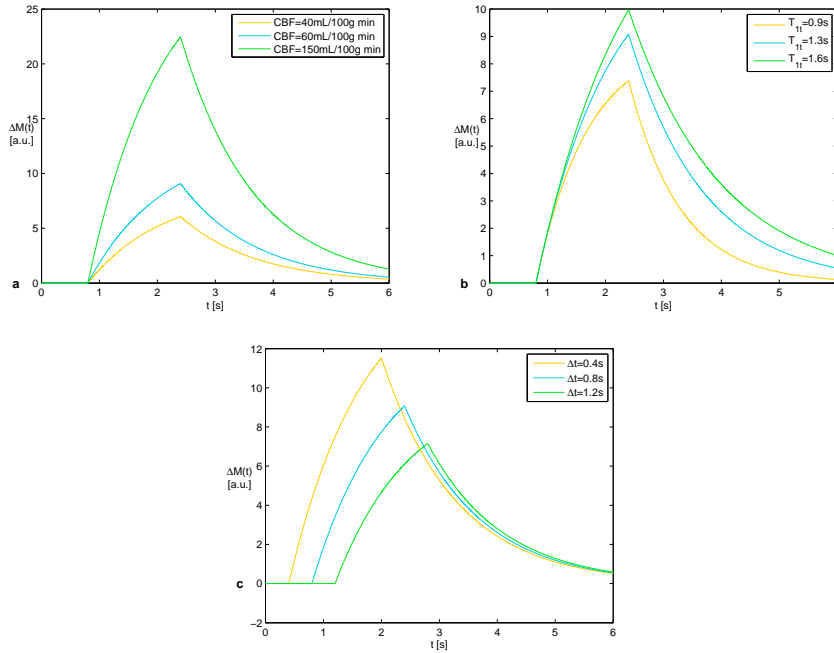 25
20
15
10
5
0
ΔM(t)
[a.u.]
CBF=40mL/100g min
CBF=60mL/100g min
CBF=150mL/100g min
0 1 2 3 4 5 6
t [s]
a
10
9
8
7
6
5
4
3
2
1
0
ΔM(t)
[a.u.]
T1t=0.9s
T1t=1.3s
T1t=1.6s
0 1 2 3 4 5
t [s]
b
12
10
8
6
4
2
0
−2
ΔM(t)
[a.u.]
Δt=0.4s
Δt=0.8s
Δt=1.2s
0 1 2 3 4 5 6
t [s]
c